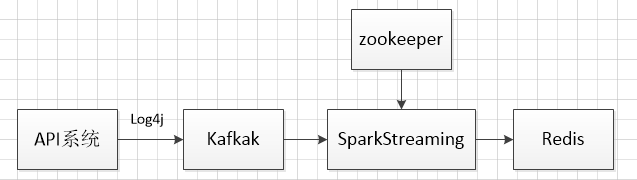 zookeeper
Log4j
API系统
Kafkak
SparkStreaming
Redis